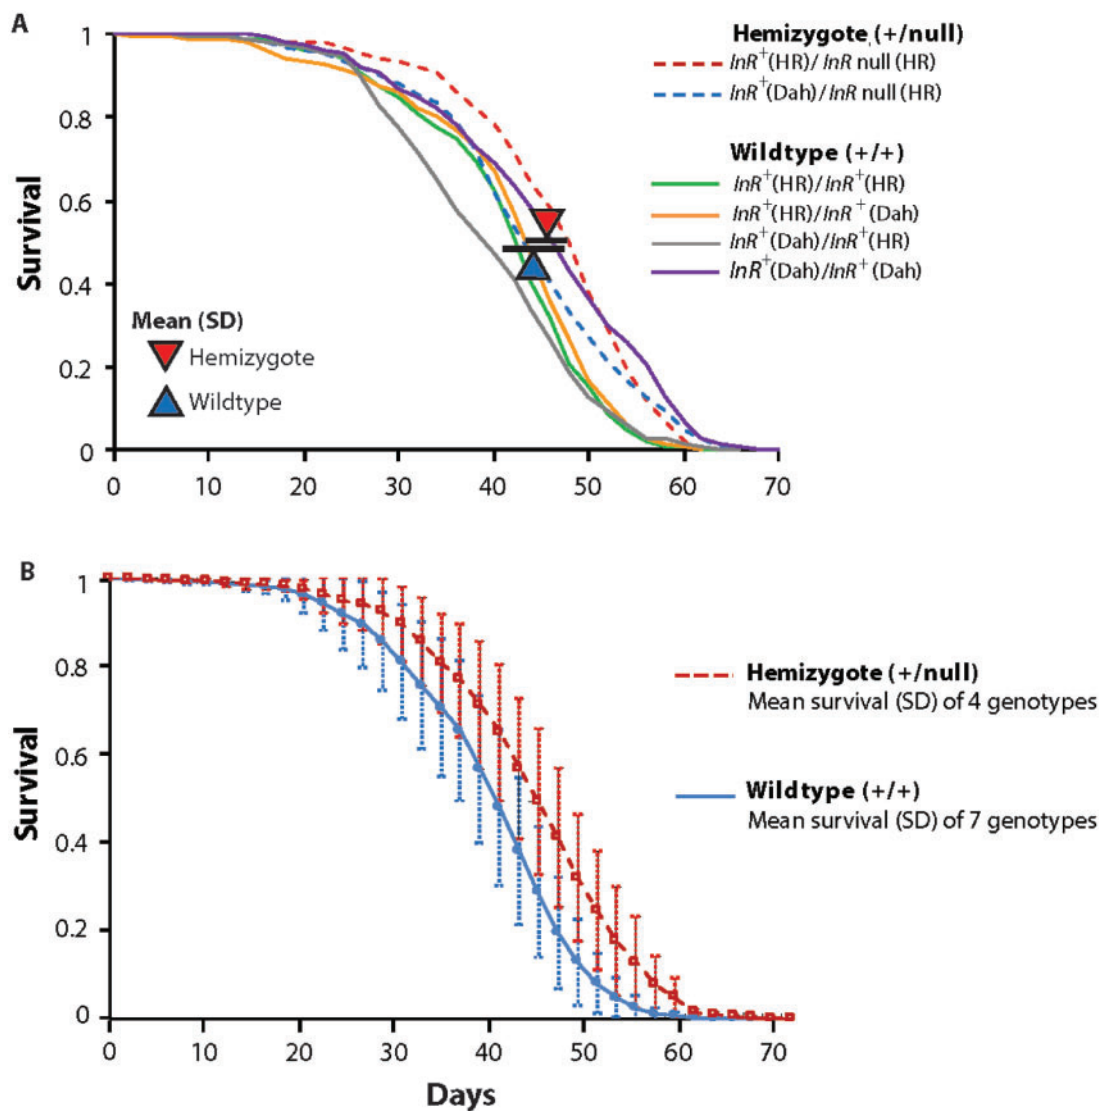 A
Survival
1
0.8
0.6
0.4
0.2
0
0 10 20 30 40 50 60 70
Mean (SD)
Hemizygote
Wildtype
Hemizygote (+/null)
InR+(HR)/ InR null (HR)
InR+(Dah)/InR null (HR)
Wildtype (+/+)
InR+(HR)/InR+(HR)
InR+(HR)/InR+(Dah)
InR+(Dah)/InR+(HR)
InR+(Dah)/InR+(Dah)
B
Survival
1
0.8
0.6
0.4
0.2
0
0 10 20 30 40 50 60 70
Days
Hemizygote (+/null)
Mean survival (SD) of 4 genotypes
Wildtype (+/+)
Mean survival (SD) of 7 genotypes